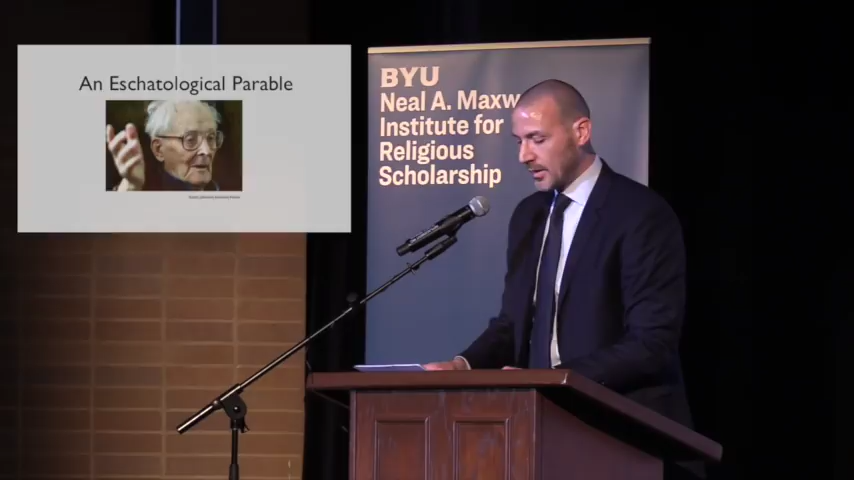 An Eschatological Parable
BYU
Neal A. Maxw
Institute for
Religious
Scholarship